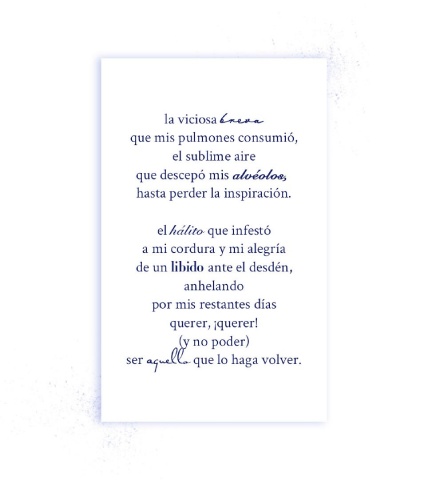 la viciosa breva
que mis pulmones consumió,
el sublime aire
que descepó mis alvéolos,
hasta perder la inspiración.
el hálito que infestó
a mi cordura y mi alegría
de un libido ante el desdén,
anhelando
por mis restantes días
querer, ¡querer!
(y no poder)
ser aquello que lo haga volver.